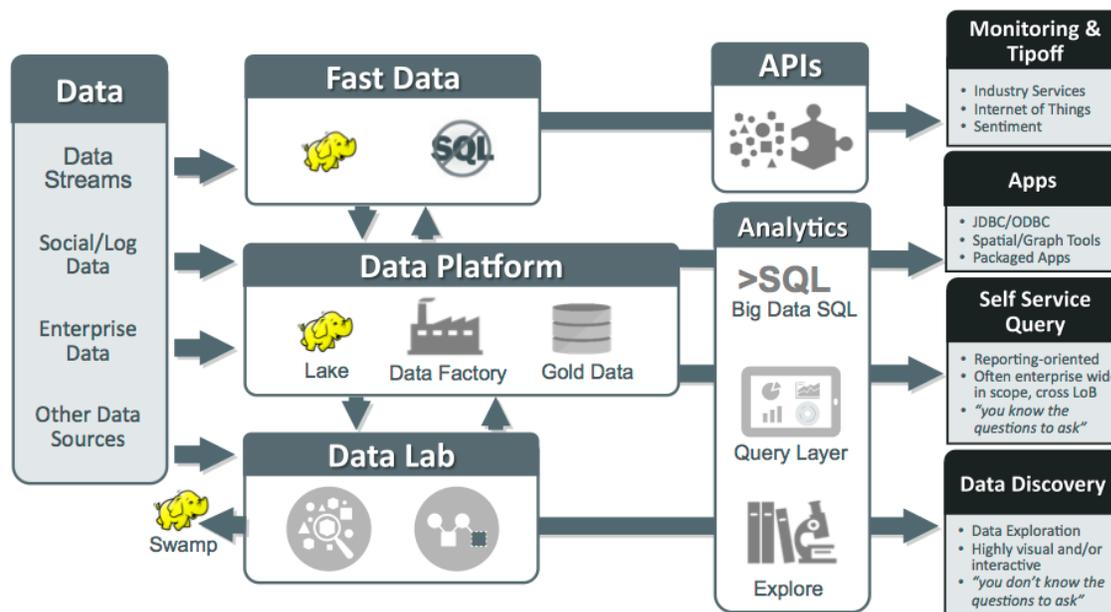 Data
Data
Streams
Social/Log
Data
Enterprise
Data
Other Data
Sources
Swamp
Fast Data
SQL
Data Platform
Lake
Data Factory
Gold Data
Data Lab
APIs
Analytics
>SQL
Big Data SQL
Query Layer
Explore
Monitoring &
Tipoff
• Industry Services
• Internet of Things
• Sentiment
Apps
• JDBC/ODBC
• Spatial/Graph Tools
• Packaged Apps
Self Service
Query
• Reporting-oriented
• Often enterprise wid
in scope, cross LoB
• "you know the
questions to ask"
Data Discovery
• Data Exploration
• Highly visual and/or
interactive
• "you don't know the
questions to ask"